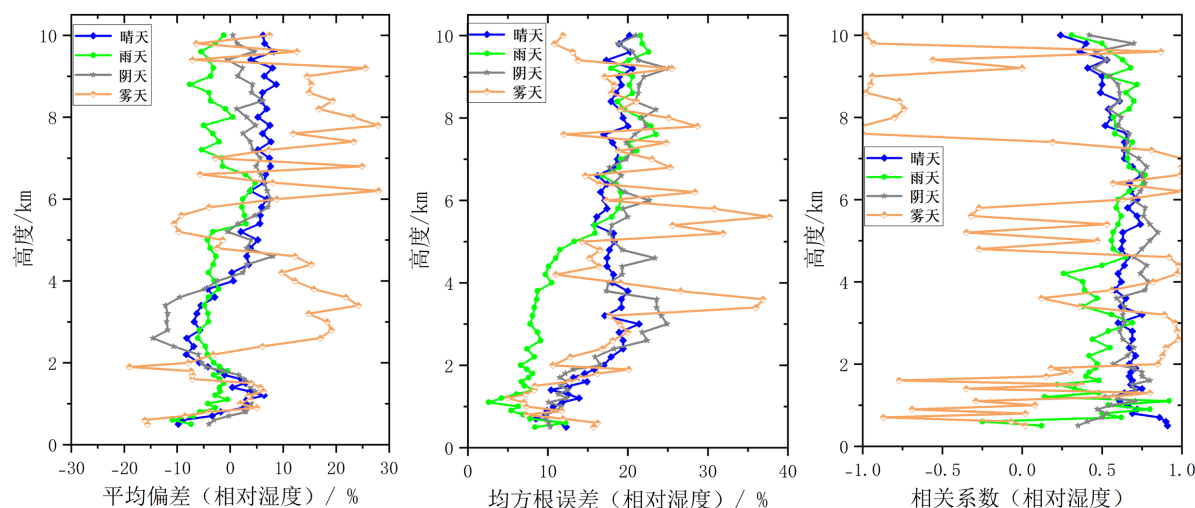 晴天
雨天
阴天
雾天
10
8
6
4
2
0
高度/km
-30
-20
-10
0
10
20
30
平均偏差（相对湿度）/ %
晴天
雨天
阴天
雾天
10
8
6
4
2
0
高度/km
0
10
20
30
40
均方根误差（相对湿度）/ %
晴天
雨天
阴天
雾天
10
8
6
4
2
0
高度/km
-1.0
-0.5
0.0
0.5
1.0
相关系数（相对湿度）